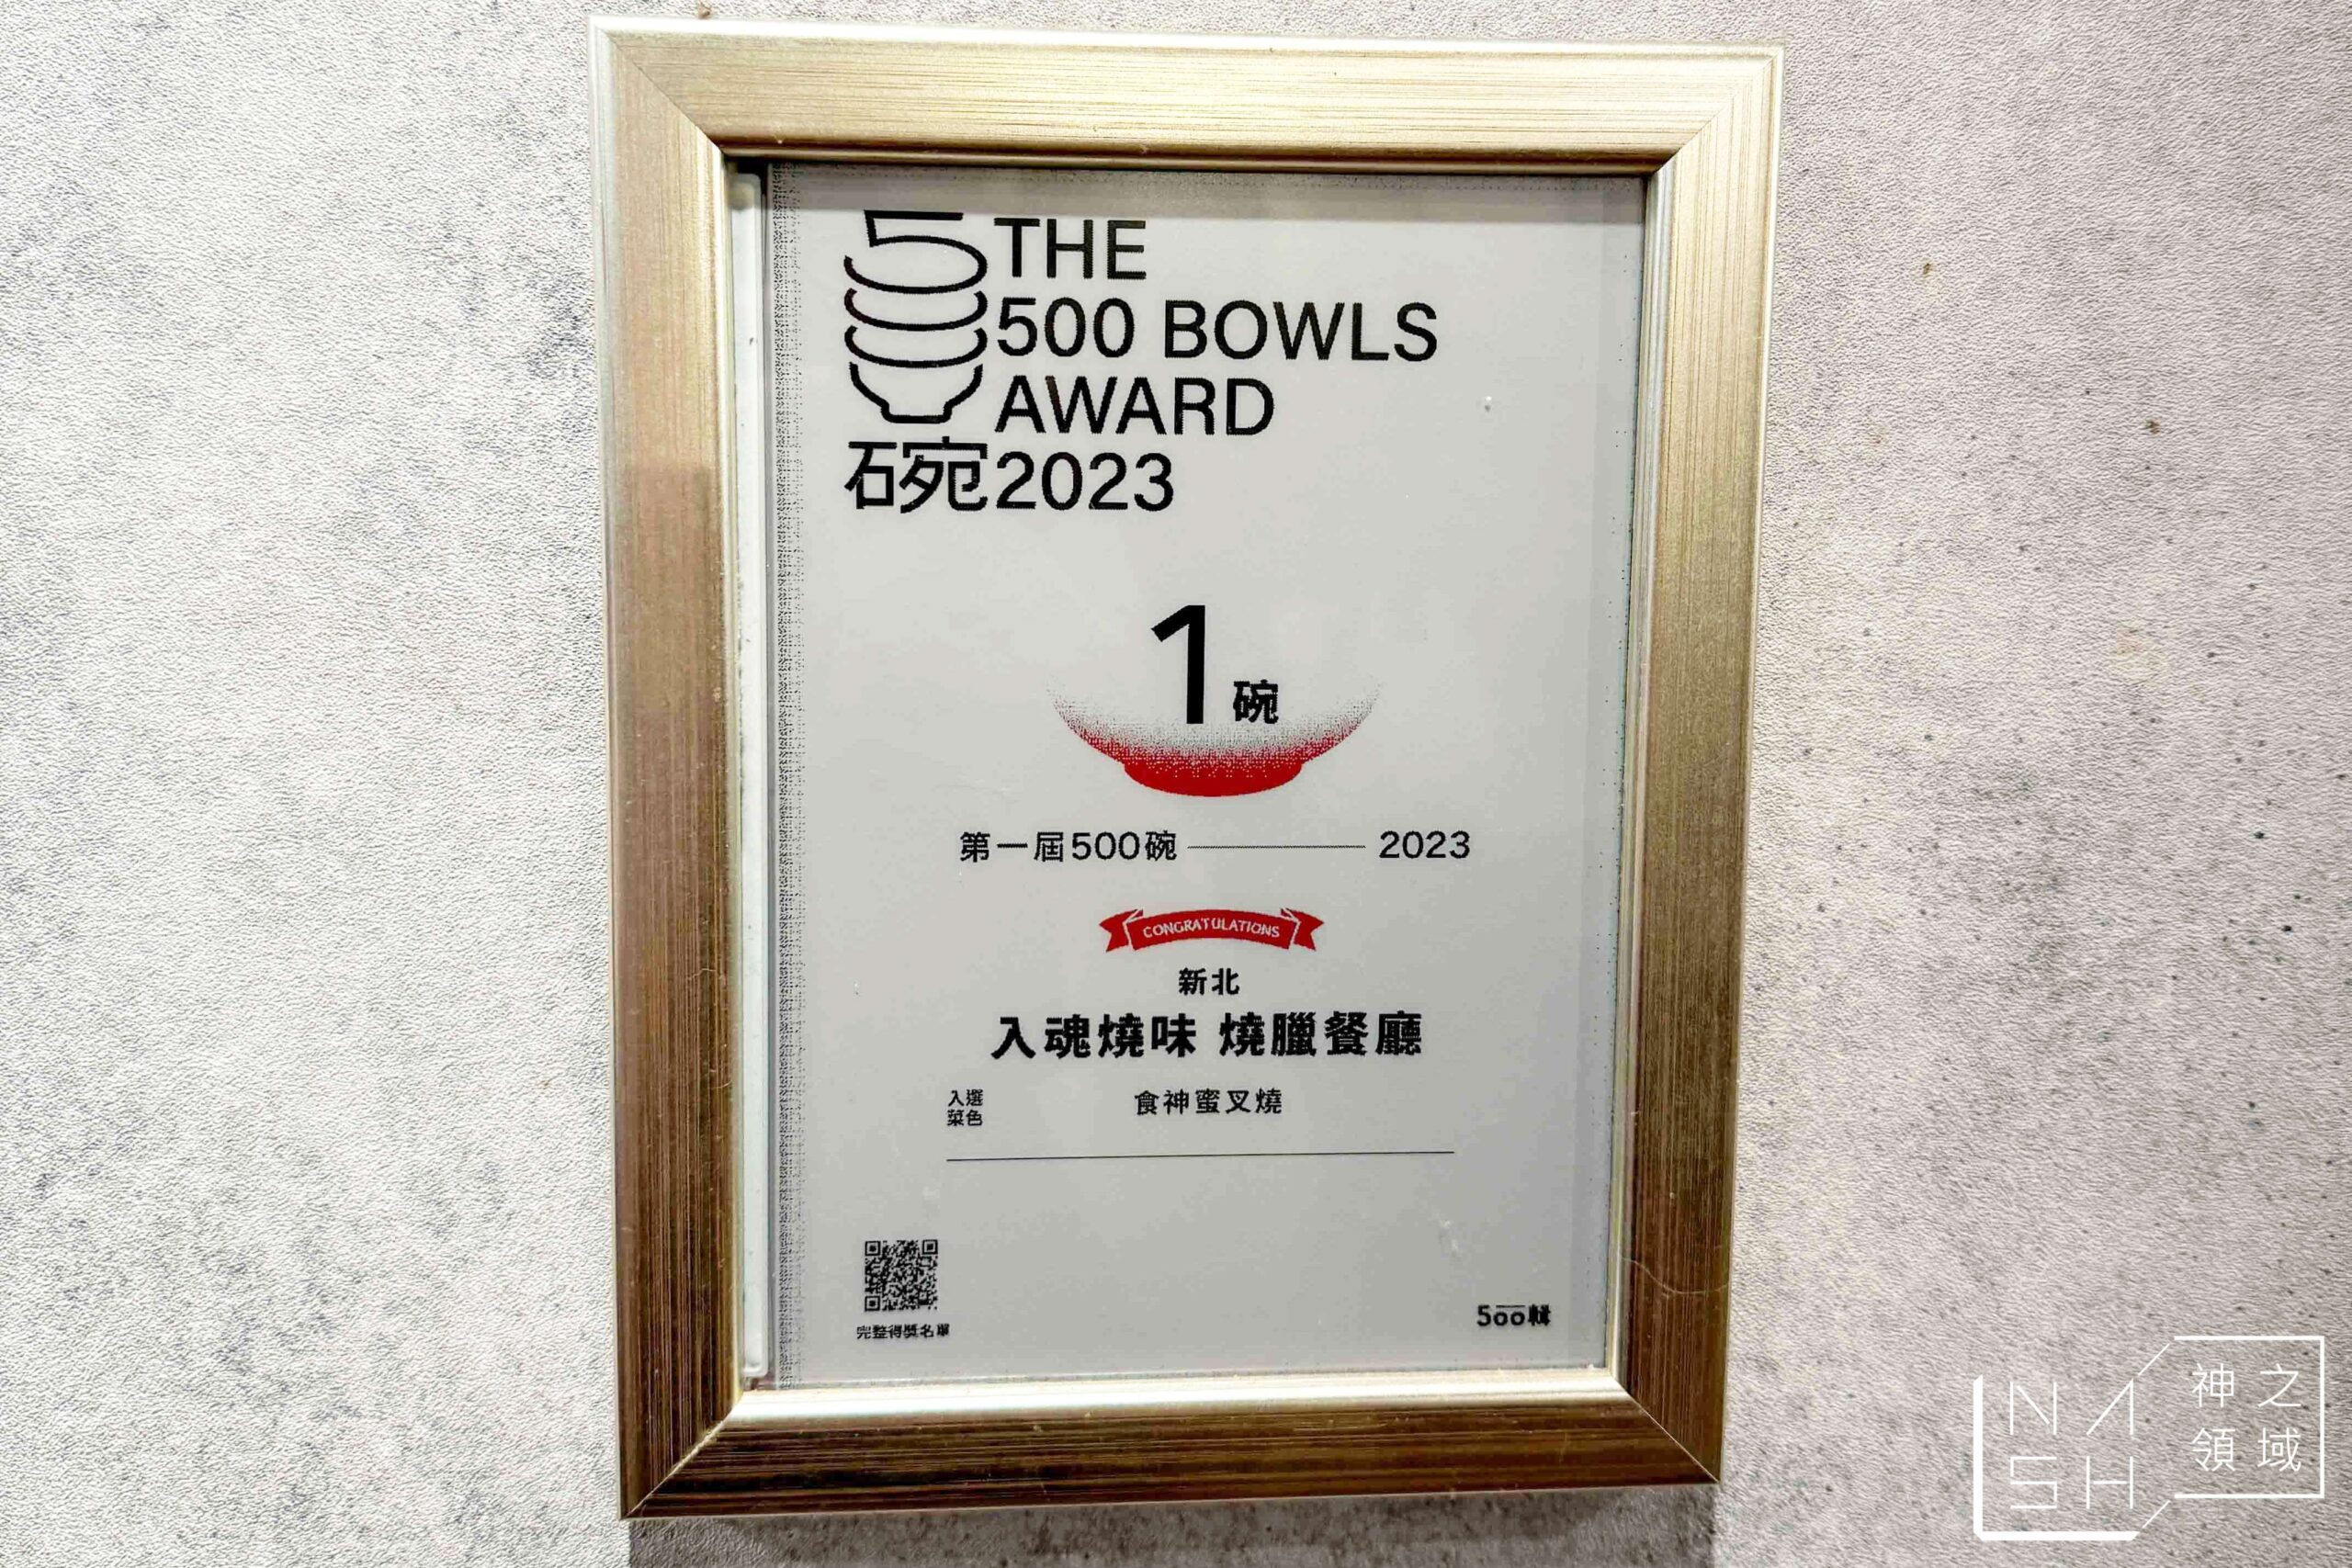 THE
500 BOWLS
AWARD
碗2023
1碗
第一屆500碗 2023
CONGRATULATIONS
新北
入魂燒味 燒臘餐廳
入選
菜色
食神蜜叉燒
完整得獎名單
500輯
NASH
神之
領域